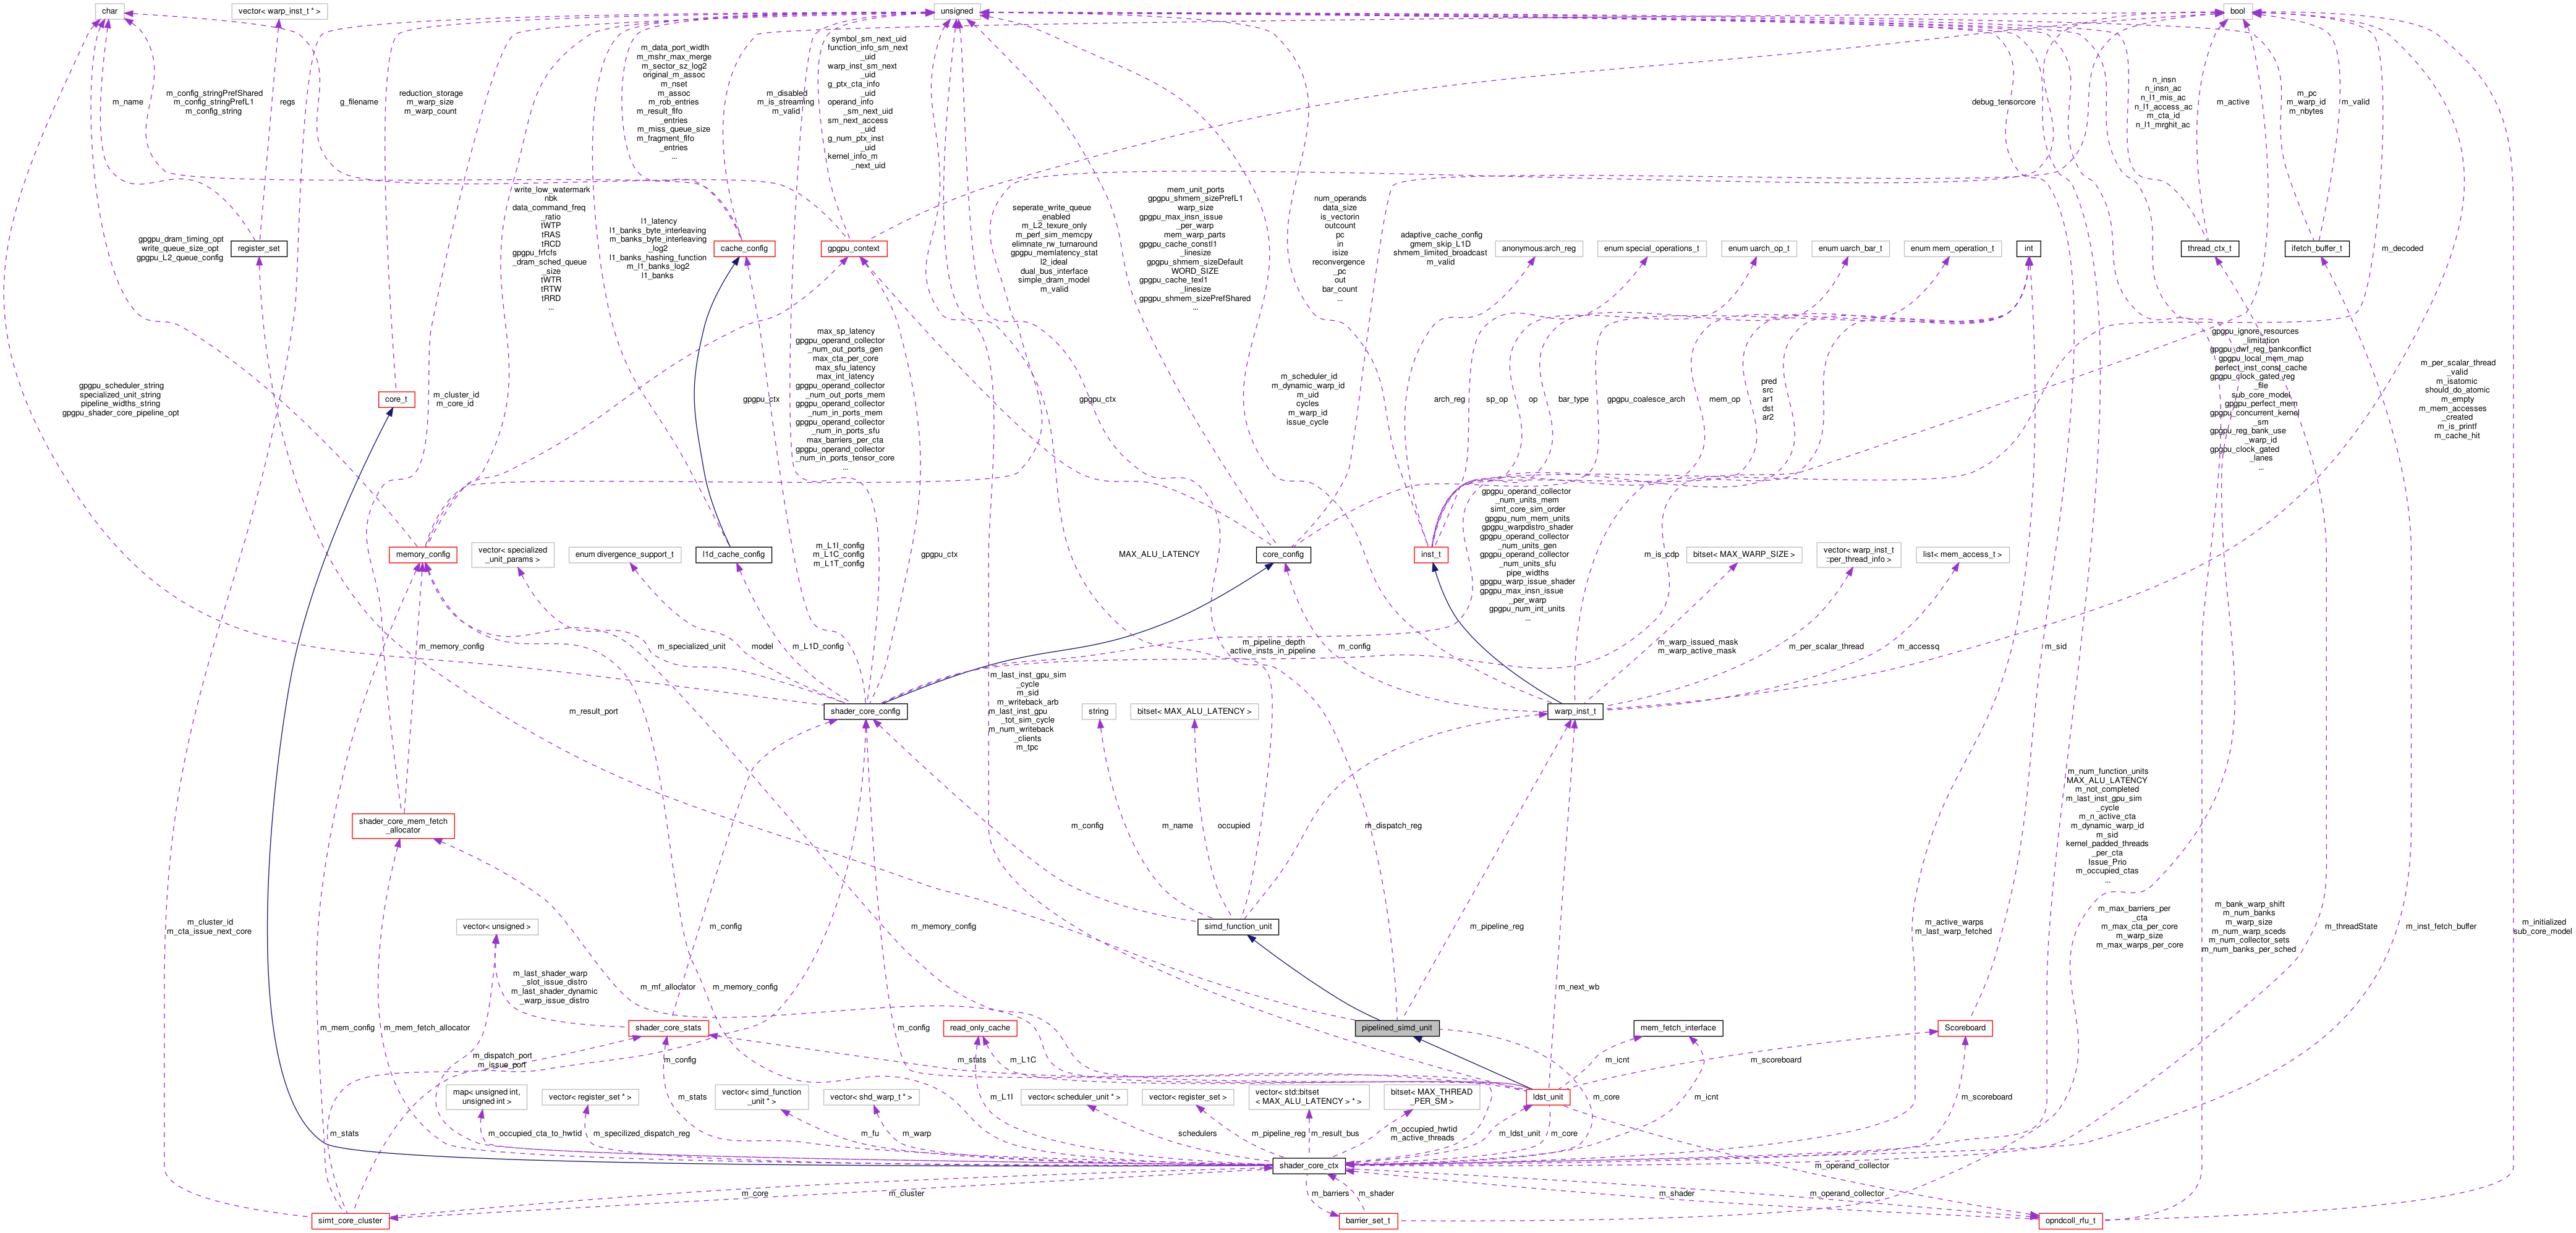 char
vector< warp_inst_t * >
unsigned
bool
m_name
m_config_stringPrefShared
m_config_stringPrefL1
m_config_string
regs
g_filename
reduction_storage
m_warp_size
m_warp_count
m_data_port_width
m_mshr_max_merge
m_sector_sz_log2
original_m_assoc
m_nset
m_assoc
m_rob_entries
m_result_fifo
_entries
m_miss_queue_size
m_fragment_fifo
_entries
...
m_disabled
m_is_streaming
m_valid
symbol_sm_next_uid
function_info_sm_next
_uid
warp_inst_sm_next
_uid
g_ptx_cta_info
_uid
operand_info
_sm_next_uid
sm_next_access
_uid
g_num_ptx_inst
_uid
kernel_info_m
_next_uid
debug_tensorcore
n_insn
n_insn_ac
n_l1_mis_ac
n_l1_access_ac
m_cta_id
n_l1_mrghit_ac
m_active
m_pc
m_warp_id
m_nbytes
m_valid
gpgpu_dram_timing_opt
write_queue_size_opt
gpgpu_L2_queue_config
register_set
write_low_watermark
nbk
data_command_freq
_ratio
tWTP
tRAS
tRCD
gpgpu_frfcfs
_dram_sched_queue
_size
tWTR
tRTW
tRRD
...
l1_latency
l1_banks_byte_interleaving
m_banks_byte_interleaving
_log2
l1_banks_hashing_function
m_l1_banks_log2
l1_banks
cache_config
gpgpu_context
seperate_write_queue
_enabled
m_L2_texure_only
m_perf_sim_memcpy
elimnate_rw_turnaround
gpgpu_memlatency_stat
l2_ideal
dual_bus_interface
simple_dram_model
m_valid
mem_unit_ports
gpgpu_shmem_sizePrefL1
warp_size
gpgpu_max_insn_issue
_per_warp
mem_warp_parts
gpgpu_cache_constl1
_linesize
gpgpu_shmem_sizeDefault
WORD_SIZE
gpgpu_cache_texl1
_linesize
gpgpu_shmem_sizePrefShared
...
num_operands
data_size
is_vectorin
outcount
pc
in
isize
reconvergence
_pc
out
bar_count
...
adaptive_cache_config
gmem_skip_L1D
shmem_limited_broadcast
m_valid
anonymous:arch_reg
enum special_operations_t
enum uarch_op_t
enum uarch_bar_t
enum mem_operation_t
int
thread_ctx_t
ifetch_buffer_t
m_decoded
gpgpu_scheduler_string
specialized_unit_string
pipeline_widths_string
gpgpu_shader_core_pipeline_opt
core_t
m_cluster_id
m_core_id
gpgpu_ctx
max_sp_latency
gpgpu_operand_collector
_num_out_ports_gen
max_cta_per_core
max_sfu_latency
max_int_latency
gpgpu_operand_collector
_num_out_ports_mem
gpgpu_operand_collector
_num_in_ports_mem
gpgpu_operand_collector
_num_in_ports_sfu
max_barriers_per_cta
gpgpu_operand_collector
_num_in_ports_tensor_core
...
gpgpu_ctx
m_scheduler_id
m_dynamic_warp_id
m_uid
cycles
m_warp_id
issue_cycle
arch_reg
sp_op
op
bar_type
gpgpu_coalesce_arch
mem_op
pred
src
ar1
dst
ar2
gpgpu_ignore_resources
_limitation
gpgpu_dwf_reg_bankconflict
gpgpu_local_mem_map
perfect_inst_const_cache
gpgpu_clock_gated_reg
_file
sub_core_model
gpgpu_perfect_mem
gpgpu_concurrent_kernel
_sm
gpgpu_reg_bank_use
_warp_id
gpgpu_clock_gated
_lanes
...
m_per_scalar_thread
_valid
m_isatomic
should_do_atomic
m_empty
m_mem_accesses
_created
m_is_printf
m_cache_hit
memory_config
vector< specialized
_unit_params >
enum divergence_support_t
l1d_cache_config
m_L1I_config
m_L1C_config
m_L1T_config
gpgpu_ctx
MAX_ALU_LATENCY
core_config
inst_t
gpgpu_operand_collector
_num_units_mem
simt_core_sim_order
gpgpu_num_mem_units
gpgpu_warpdistro_shader
gpgpu_operand_collector
_num_units_gen
gpgpu_operand_collector
_num_units_sfu
pipe_widths
gpgpu_warp_issue_shader
gpgpu_max_insn_issue
_per_warp
gpgpu_num_int_units
...
m_is_cdp
bitset< MAX_WARP_SIZE >
vector< warp_inst_t
::per_thread_info >
list< mem_access_t >
m_memory_config
m_specialized_unit
model
m_L1D_config
m_pipeline_depth
active_insts_in_pipeline
m_config
m_warp_issued_mask
m_warp_active_mask
m_per_scalar_thread
m_accessq
m_sid
m_result_port
shader_core_config
m_last_inst_gpu_sim
_cycle
m_sid
m_writeback_arb
m_last_inst_gpu
_tot_sim_cycle
m_num_writeback
_clients
m_tpc
string
bitset< MAX_ALU_LATENCY >
warp_inst_t
shader_core_mem_fetch
_allocator
m_config
m_name
occupied
m_dispatch_reg
m_num_function_units
MAX_ALU_LATENCY
m_not_completed
m_last_inst_gpu_sim
_cycle
m_n_active_cta
m_dynamic_warp_id
m_sid
kernel_padded_threads
_per_cta
Issue_Prio
m_occupied_ctas
...
m_cluster_id
m_cta_issue_next_core
vector< unsigned >
m_config
m_memory_config
simd_function_unit
m_pipeline_reg
m_active_warps
m_last_warp_fetched
m_max_barriers_per
_cta
m_max_cta_per_core
m_warp_size
m_max_warps_per_core
m_bank_warp_shift
m_num_banks
m_warp_size
m_num_warp_sceds
m_num_collector_sets
m_num_banks_per_sched
m_threadState
m_inst_fetch_buffer
m_initialized
sub_core_model
m_last_shader_warp
_slot_issue_distro
m_last_shader_dynamic
_warp_issue_distro
m_mf_allocator
m_memory_config
m_next_wb
m_mem_config
m_mem_fetch_allocator
shader_core_stats
m_config
read_only_cache
pipelined_simd_unit
mem_fetch_interface
Scoreboard
m_dispatch_port
m_issue_port
m_config
m_stats
m_L1C
m_icnt
m_scoreboard
map< unsigned int,
unsigned int >
vector< register_set * >
m_stats
vector< simd_function
_unit * >
vector< shd_warp_t * >
m_L1I
vector< scheduler_unit * >
vector< register_set >
vector< std::bitset
< MAX_ALU_LATENCY > * >
bitset< MAX_THREAD
_PER_SM >
ldst_unit
m_core
m_icnt
m_scoreboard
m_stats
m_occupied_cta_to_hwtid
m_specilized_dispatch_reg
m_fu
m_warp
schedulers
m_pipeline_reg
m_result_bus
m_occupied_hwtid
m_active_threads
m_ldst_unit
m_core
shader_core_ctx
m_operand_collector
m_core
m_cluster
m_barriers
m_shader
m_shader
m_operand_collector
simt_core_cluster
barrier_set_t
opndcoll_rfu_t